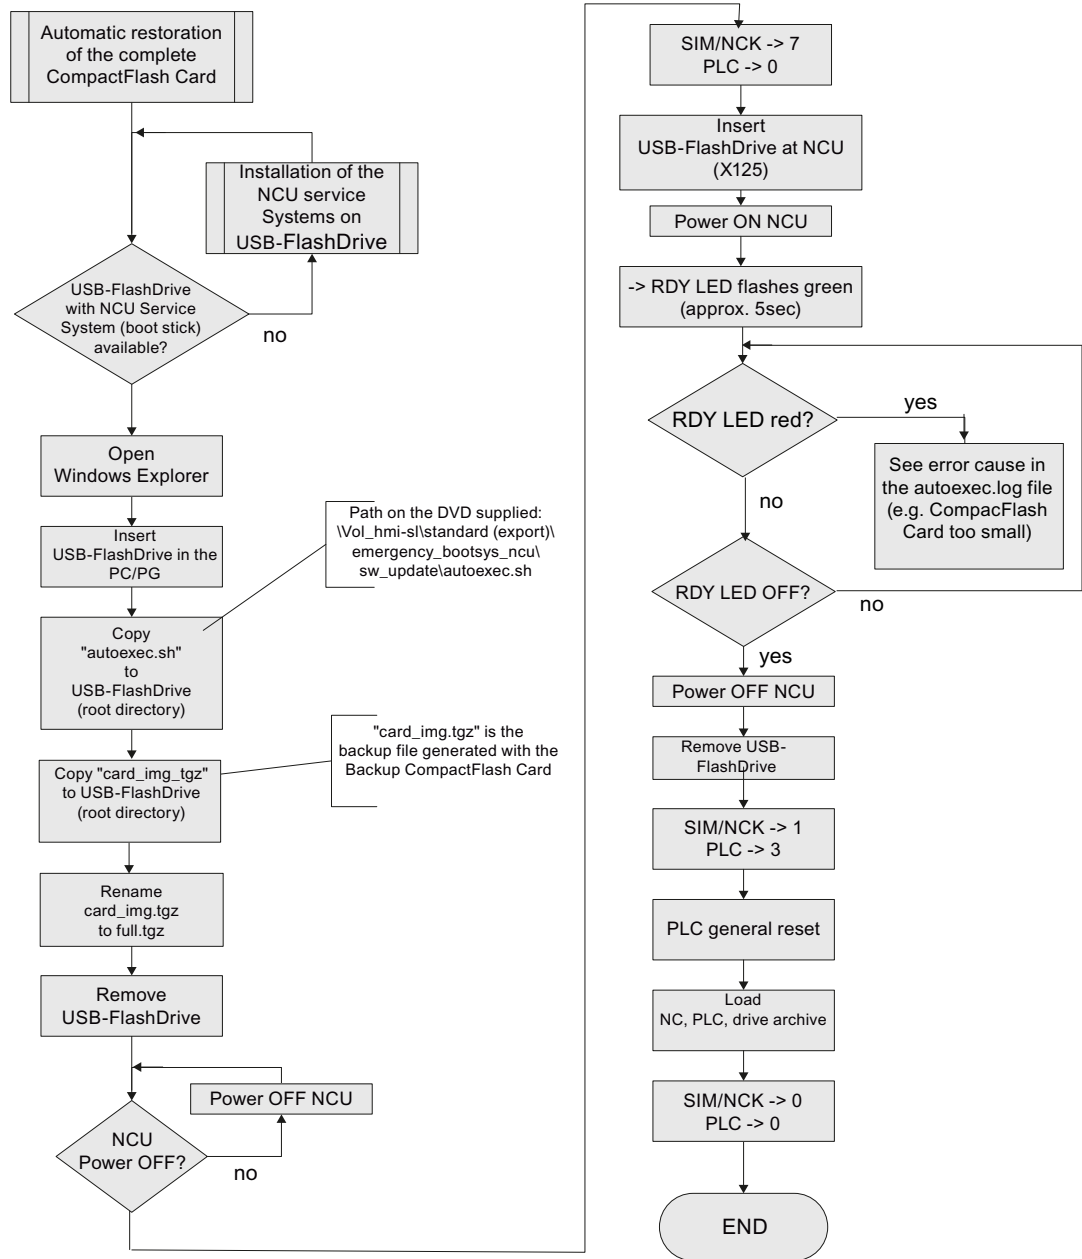 Automatic restoration
of the complete
CompactFlash Card
Installation of the
NCU service
Systems on
USB-FlashDrive
USB-FlashDrive
with NCU Service
System (boot stick)
available?
no
Open
Windows Explorer
Insert
USB-FlashDrive in the
PC/PG
Path on the DVD supplied:
\Vol_hmi-sl\standard (export)\
emergency_bootsys_ncu\
sw_update\autoexec.sh
Copy
"autoexec.sh"
to
USB-FlashDrive
(root directory)
"card_img.tgz" is the
backup file generated with the
Backup CompactFlash Card
Copy "card_img_tgz"
to USB-FlashDrive
(root directory)
Rename
card_img.tgz
to full.tgz
Remove
USB-FlashDrive
Power OFF NCU
NCU
Power OFF?
no
SIM/NCK -> 7
PLC -> 0
Insert
USB-FlashDrive at NCU
(X125)
Power ON NCU
-> RDY LED flashes green
(approx. 5sec)
RDY LED red?
yes
See error cause in
the autoexec.log file
(e.g. CompacFlash
Card too small)
no
RDY LED OFF?
no
yes
Power OFF NCU
Remove USB-
FlashDrive
SIM/NCK -> 1
PLC -> 3
PLC general reset
Load
NC, PLC, drive archive
SIM/NCK -> 0
PLC -> 0
END